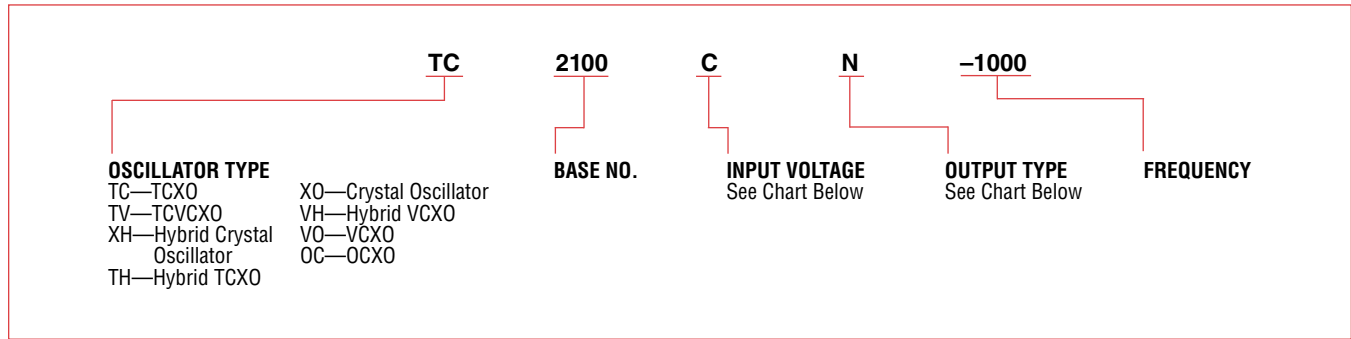 TC 2100 C N –1000
OSCILLATOR TYPE
TC—TCXO
TV—TCVCXO
XH—Hybrid Crystal
Oscillator
TH—Hybrid TCXO
XO—Crystal Oscillator
VH—Hybrid VCXO
VO—VCXO
OC—OCXO
BASE NO.
INPUT VOLTAGE
See Chart Below
OUTPUT TYPE
See Chart Below
FREQUENCY